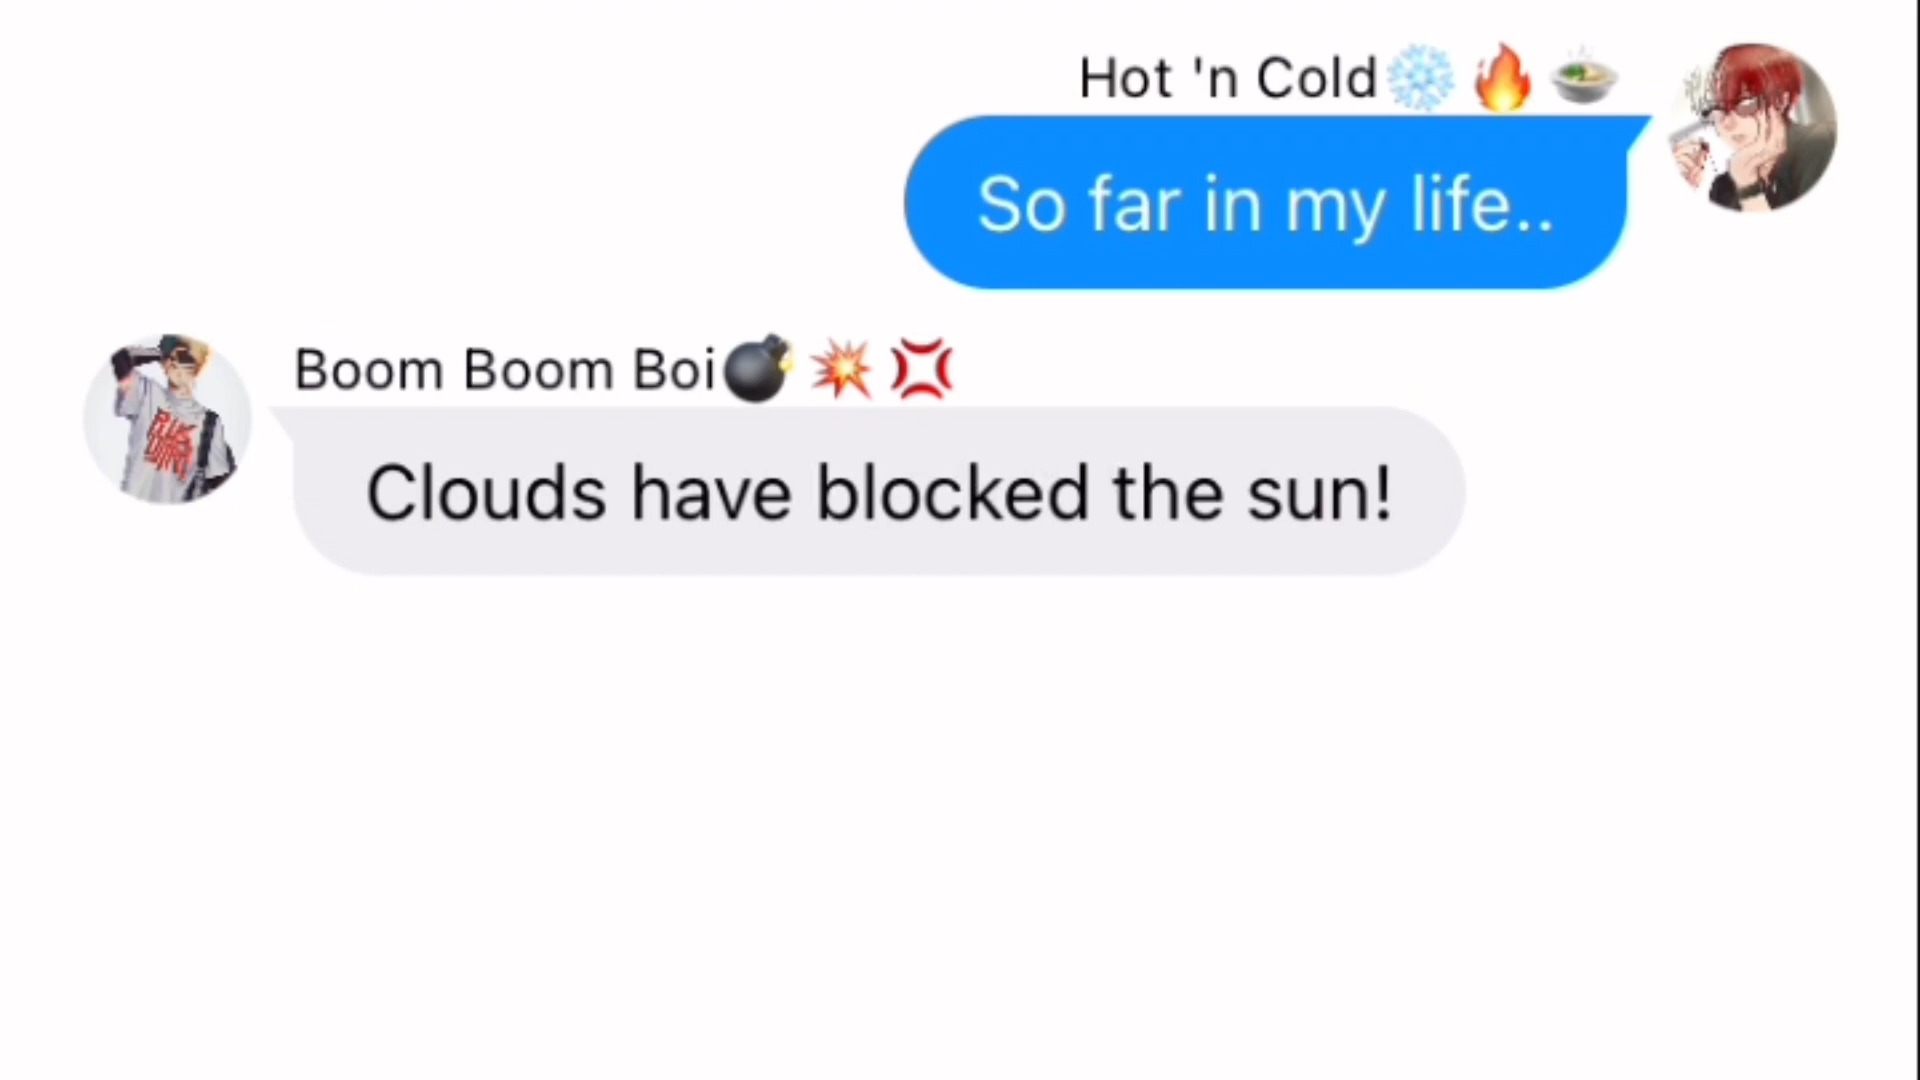 Hot 'n Cold❄️🔥🍲
So far in my life..
Boom Boom Boi💣💥💢
Clouds have blocked the sun!